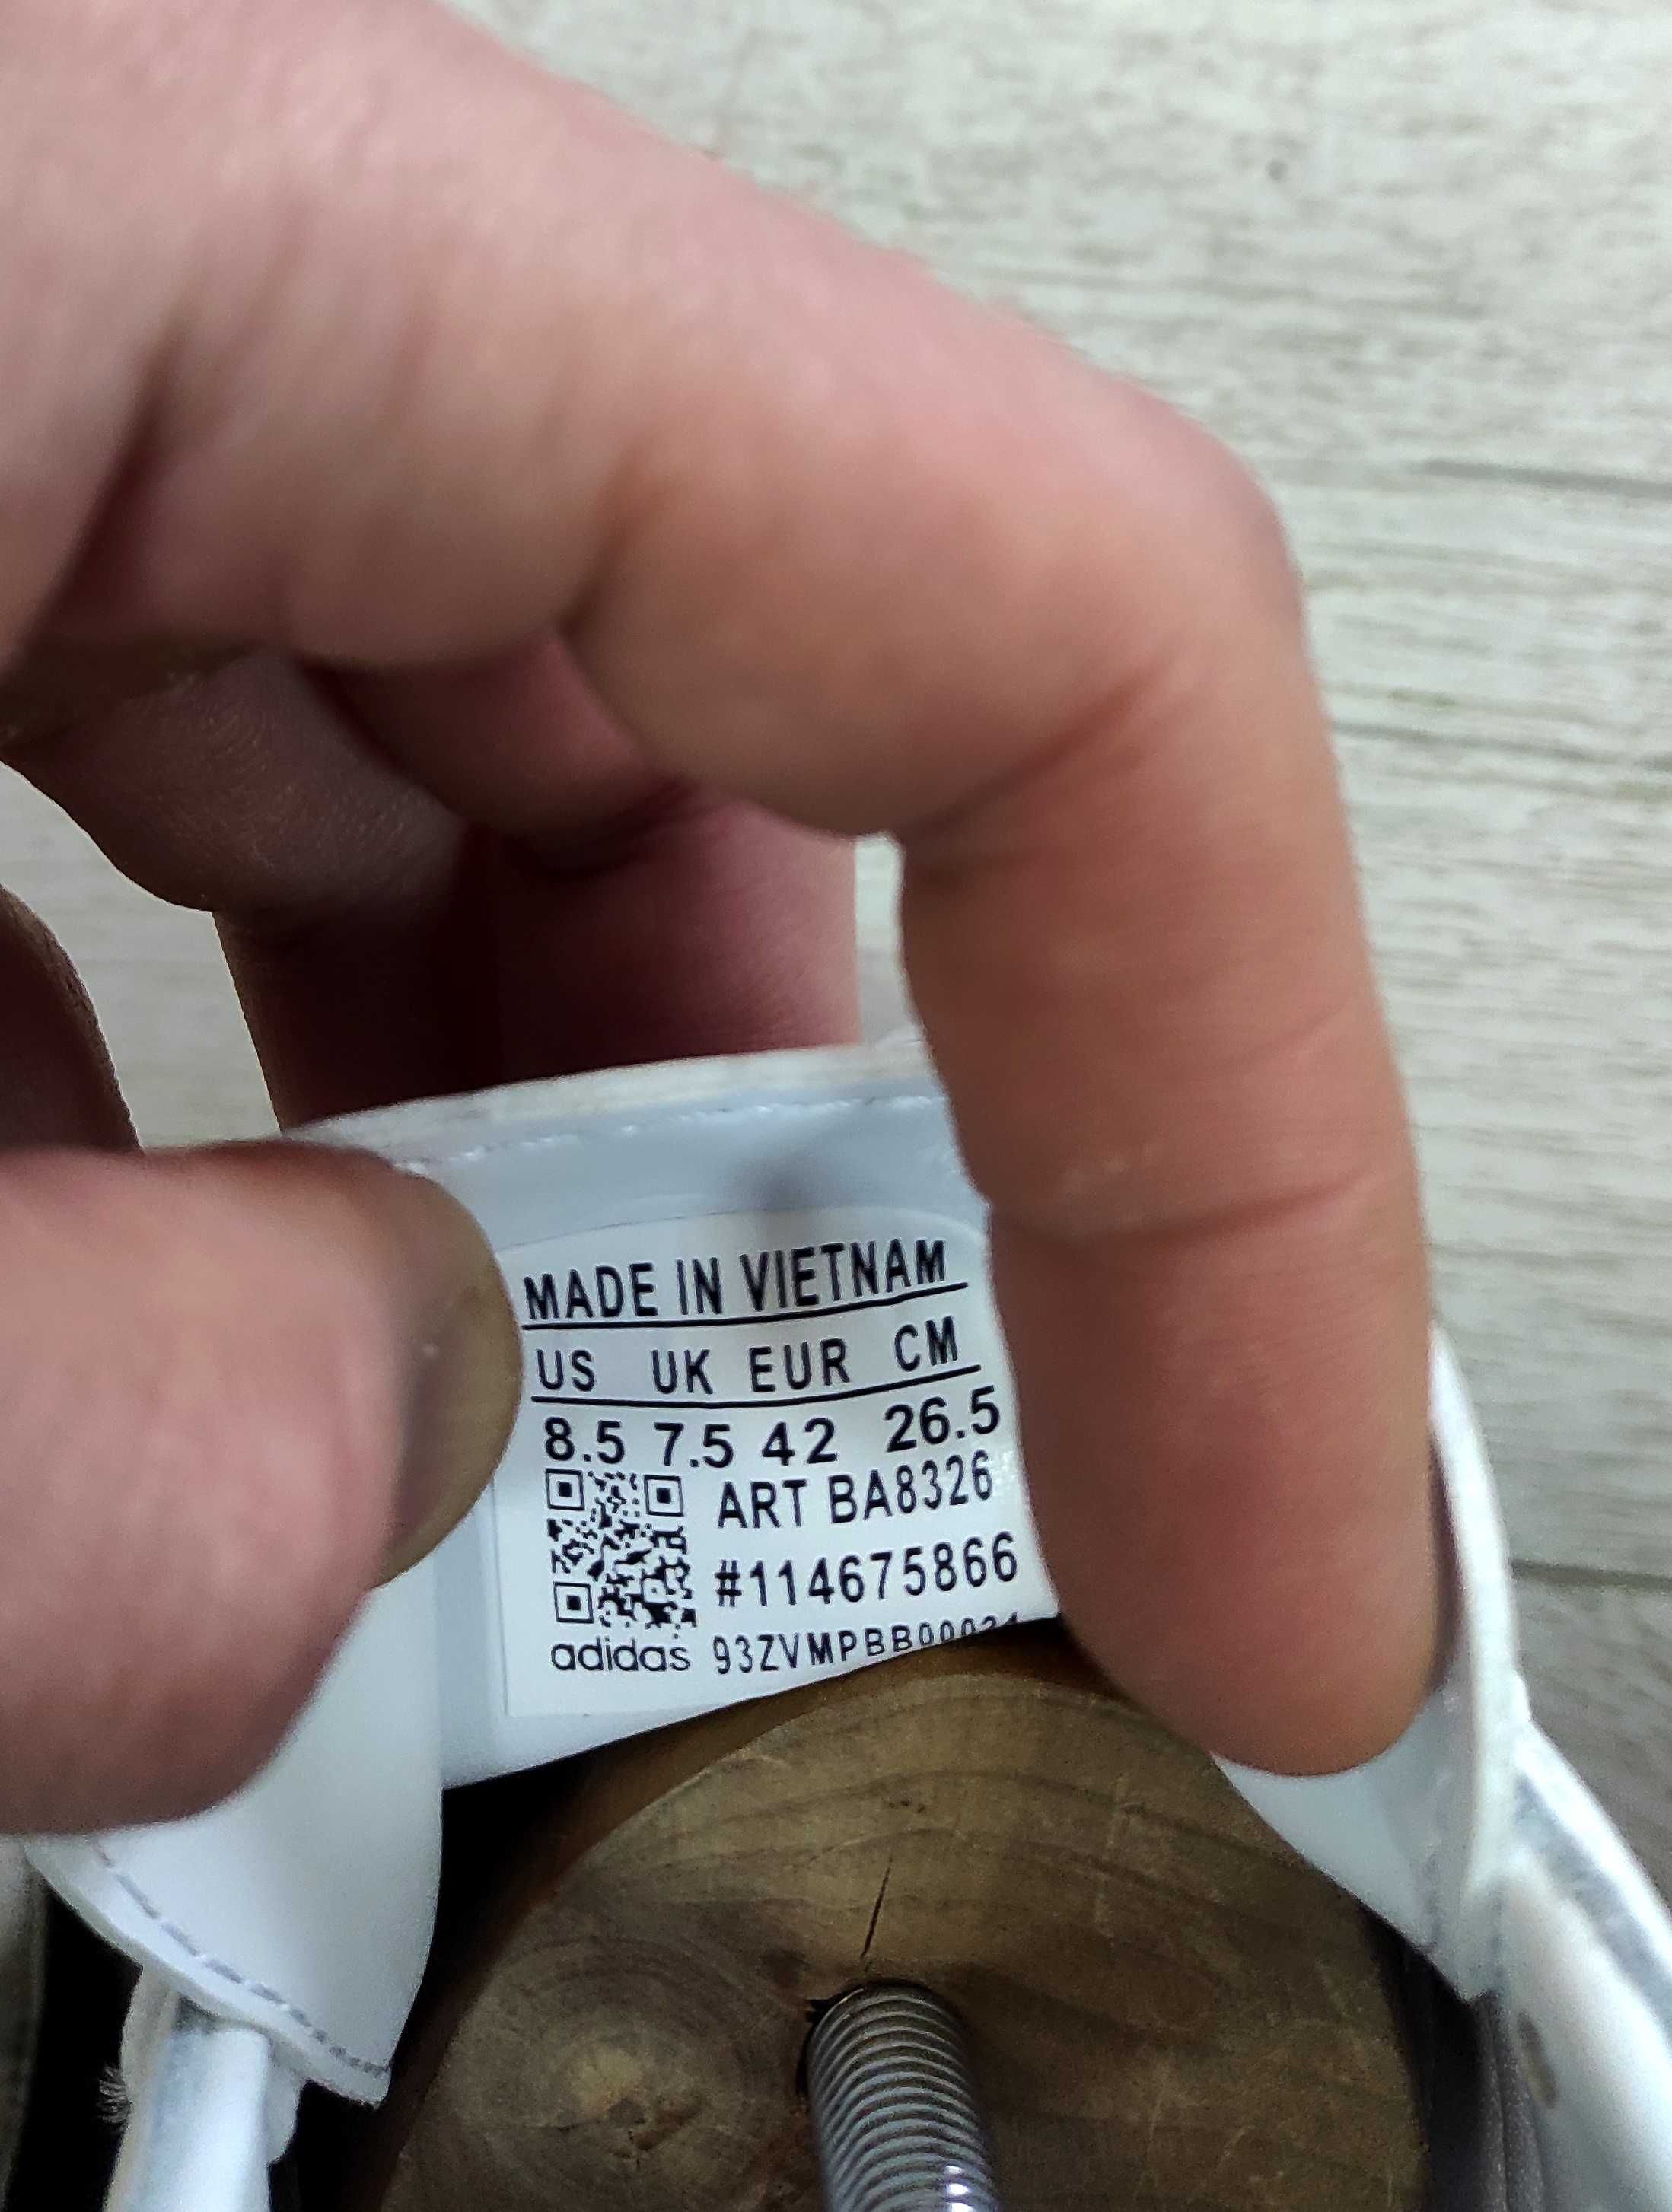 MADE IN VIETNAM
US UK EUR CM
8.5 7.5 42 26.5
ART BA8326
#114675866
adidas